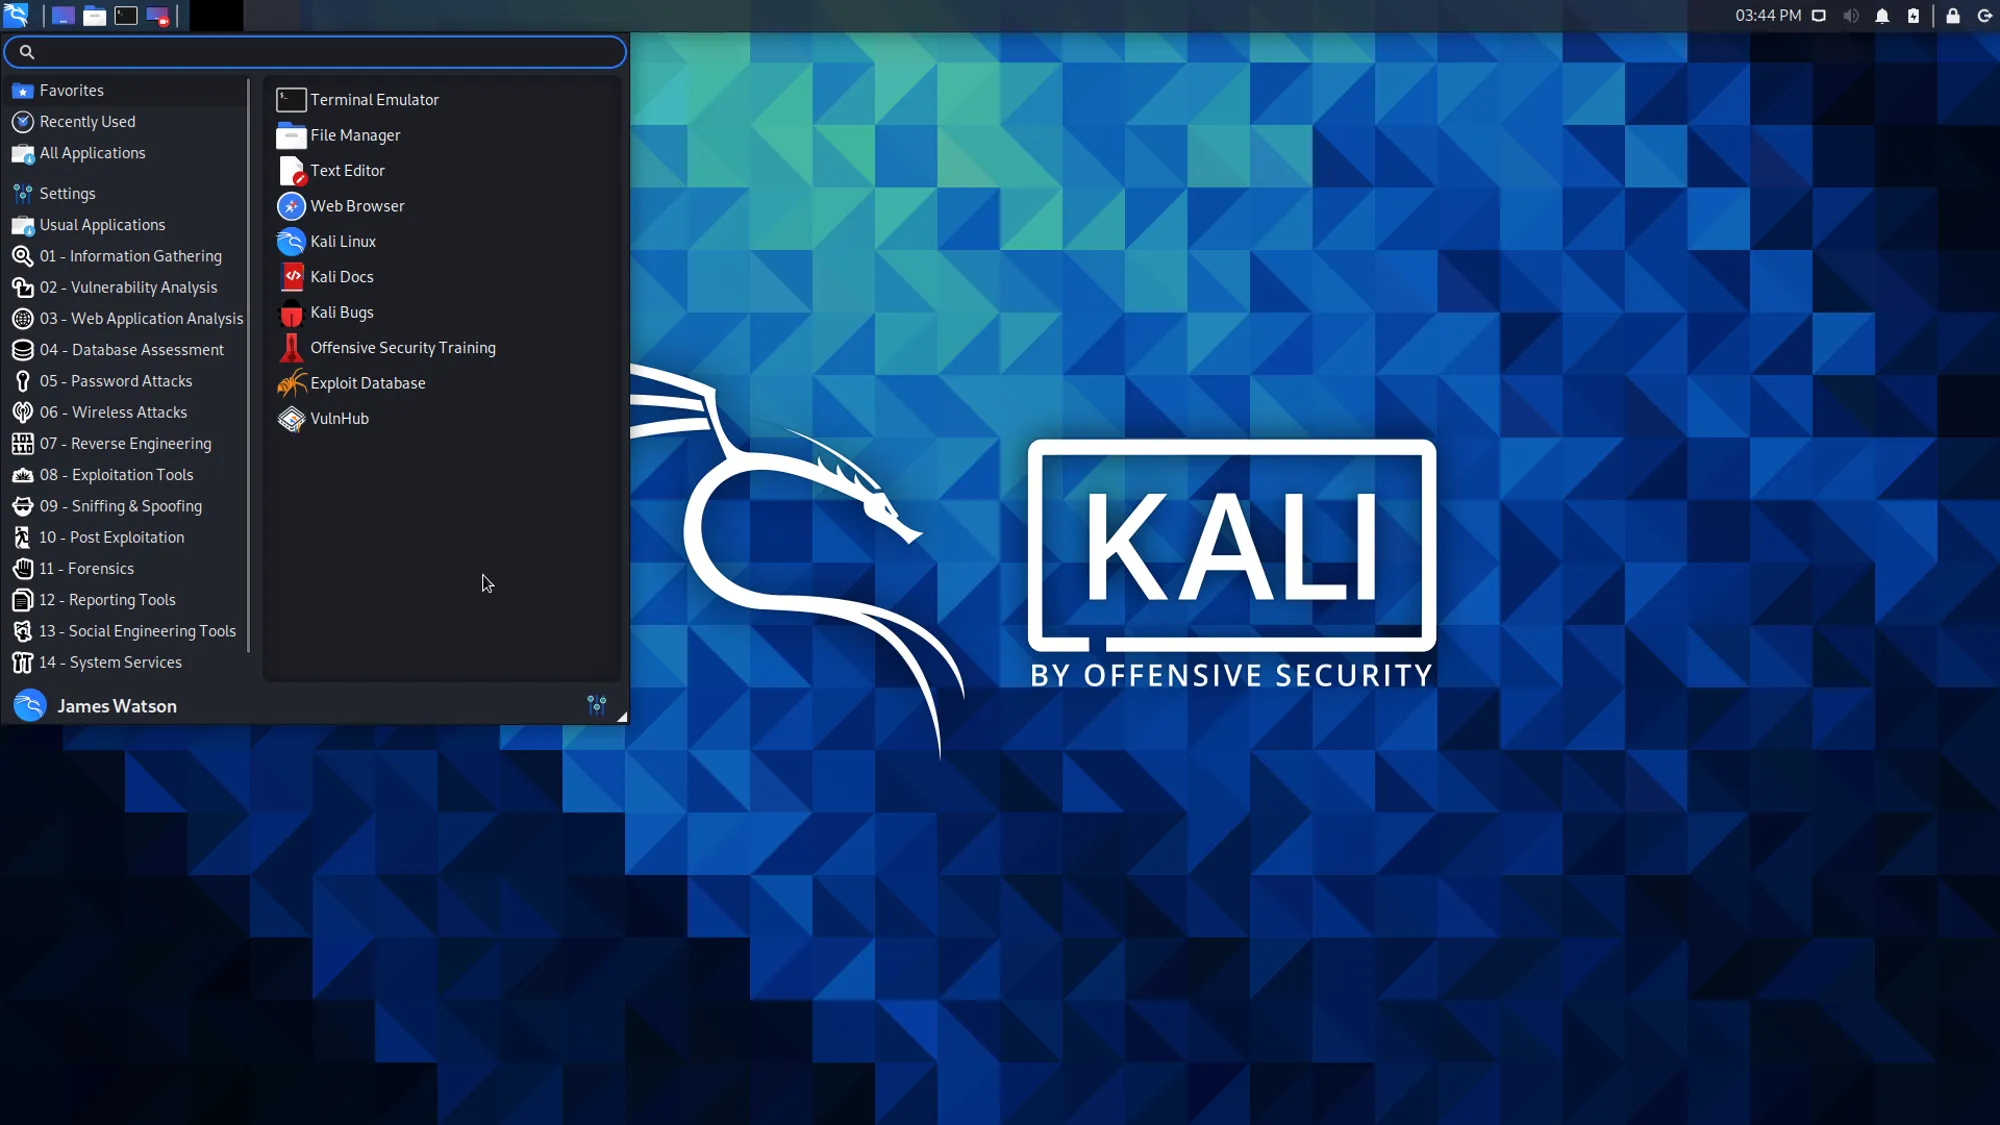 03:44 PM
Favorites
Recently Used
All Applications
Settings
Usual Applications
01 - Information Gathering
02 - Vulnerability Analysis
03 - Web Application Analysis
04 - Database Assessment
05 - Password Attacks
06 - Wireless Attacks
07 - Reverse Engineering
08 - Exploitation Tools
09 - Sniffing & Spoofing
10 - Post Exploitation
11 - Forensics
12 - Reporting Tools
13 - Social Engineering Tools
14 - System Services
Terminal Emulator
File Manager
Text Editor
Web Browser
Kali Linux
Kali Docs
Kali Bugs
Offensive Security Training
Exploit Database
VulnHub
James Watson
KALI
BY OFFENSIVE SECURITY